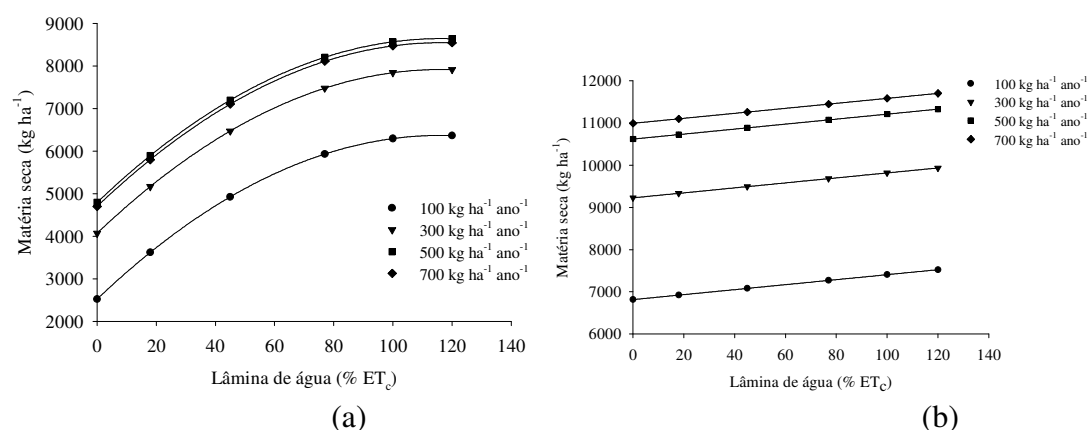 9000
8000
7000
6000
5000
4000
3000
2000
Matéria seca (kg ha⁻¹)
100 kg ha⁻¹ ano⁻¹
300 kg ha⁻¹ ano⁻¹
500 kg ha⁻¹ ano⁻¹
700 kg ha⁻¹ ano⁻¹
0 20 40 60 80 100 120 140
Lâmina de água (% ETc)
(a)
12000
11000
10000
9000
8000
7000
6000
Matéria seca (kg ha⁻¹)
100 kg ha⁻¹ ano⁻¹
300 kg ha⁻¹ ano⁻¹
500 kg ha⁻¹ ano⁻¹
700 kg ha⁻¹ ano⁻¹
0 20 40 60 80 100 120 140
Lâmina de água (% ETc)
(b)